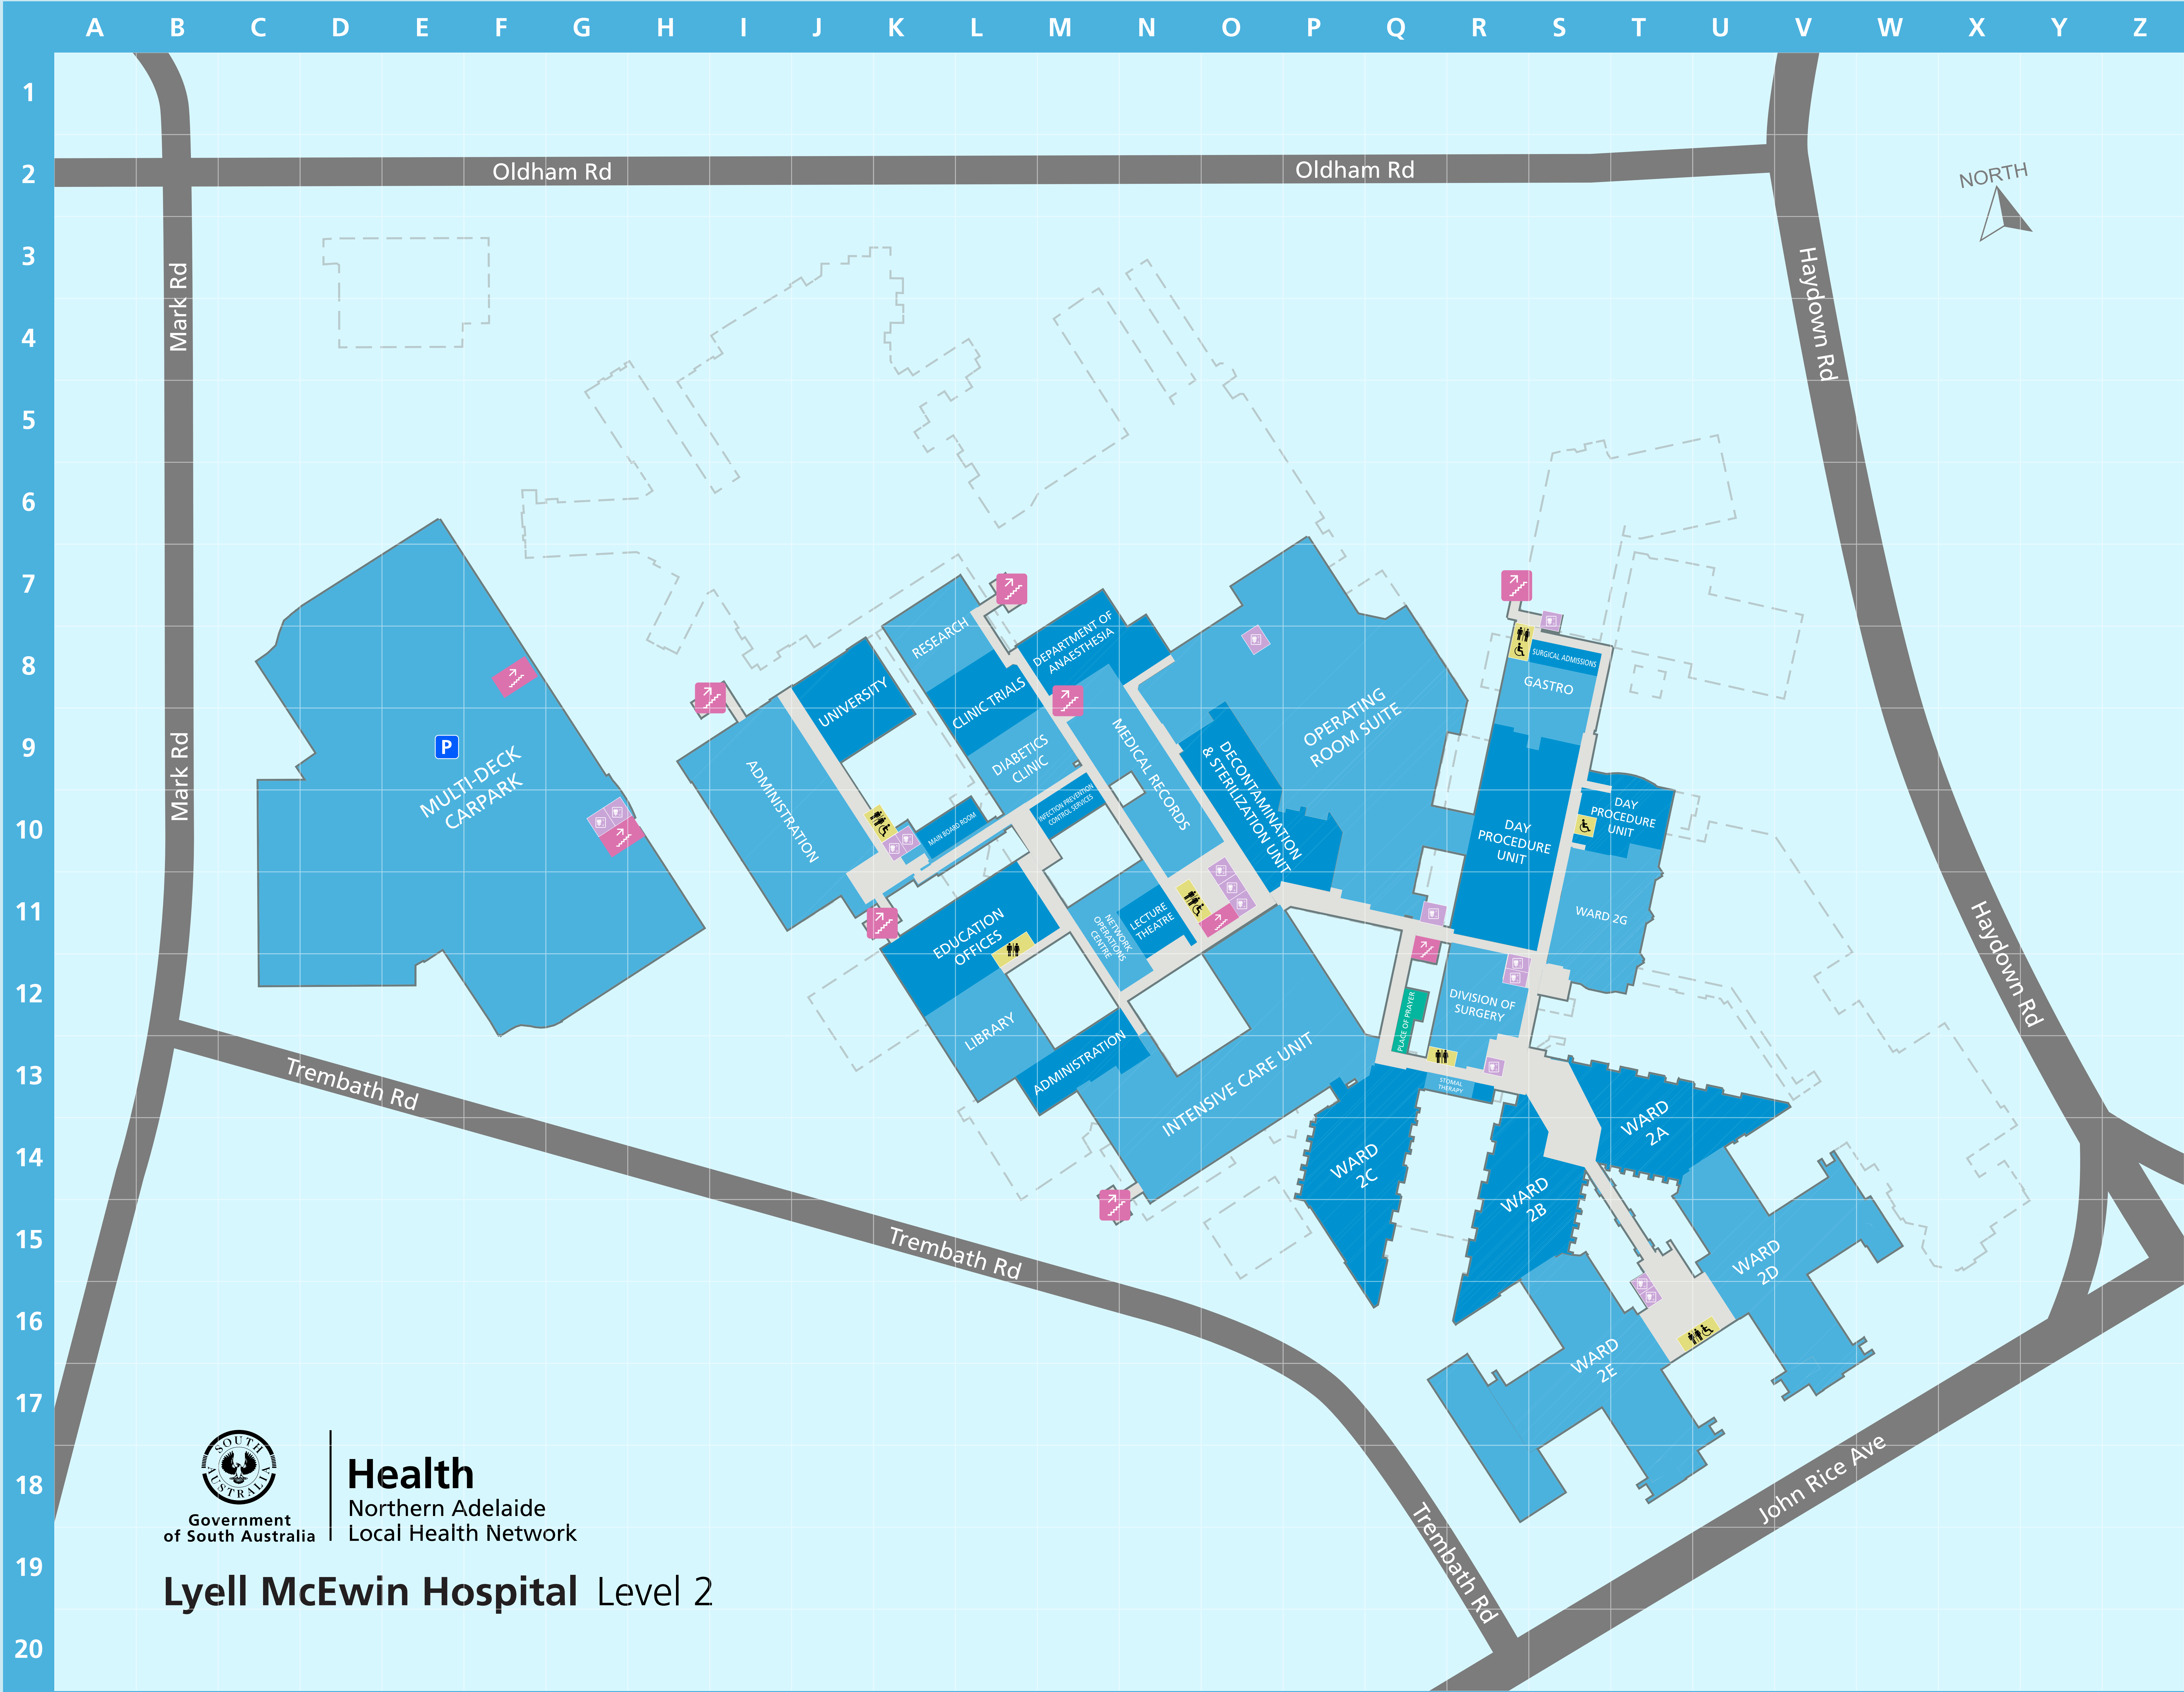 A B C D E F G H I J K L M N O P Q R S T U V W X Y Z
1
2
3
4
5
6
7
8
9
10
11
12
13
14
15
16
17
18
19
20
Oldham Rd
Oldham Rd
NORTH
Mark Rd
Mark Rd
Haydown Rd
Haydown Rd
Trembath Rd
Trembath Rd
Trembath Rd
John Rice Ave
P
MULTI-DECK
CARPARK
ADMINISTRATION
UNIVERSITY
RESEARCH
CLINIC TRIALS
DIABETICS
CLINIC
DEPARTMENT OF
ANAESTHESIA
MEDICAL RECORDS
MAIN BOARD ROOM
INFECTION PREVENTION
CONTROL SERVICES
DECONTAMINATION
& STERILIZATION UNIT
OPERATING
ROOM SUITE
SURGICAL ADMISSIONS
GASTRO
DAY
PROCEDURE
UNIT
DAY
PROCEDURE
UNIT
WARD 2G
EDUCATION
OFFICES
LIBRARY
ADMINISTRATION
NETWORK
OPERATIONS
CENTRE
LECTURE
THEATRE
INTENSIVE CARE UNIT
PLACE OF PRAYER
DIVISION OF
SURGERY
STOMAL
THERAPY
WARD
2A
WARD
2B
WARD
2C
WARD
2D
WARD
2E
SOUTH
AUSTRALIA
Government
of South Australia
Health
Northern Adelaide
Local Health Network
Lyell McEwin Hospital Level 2